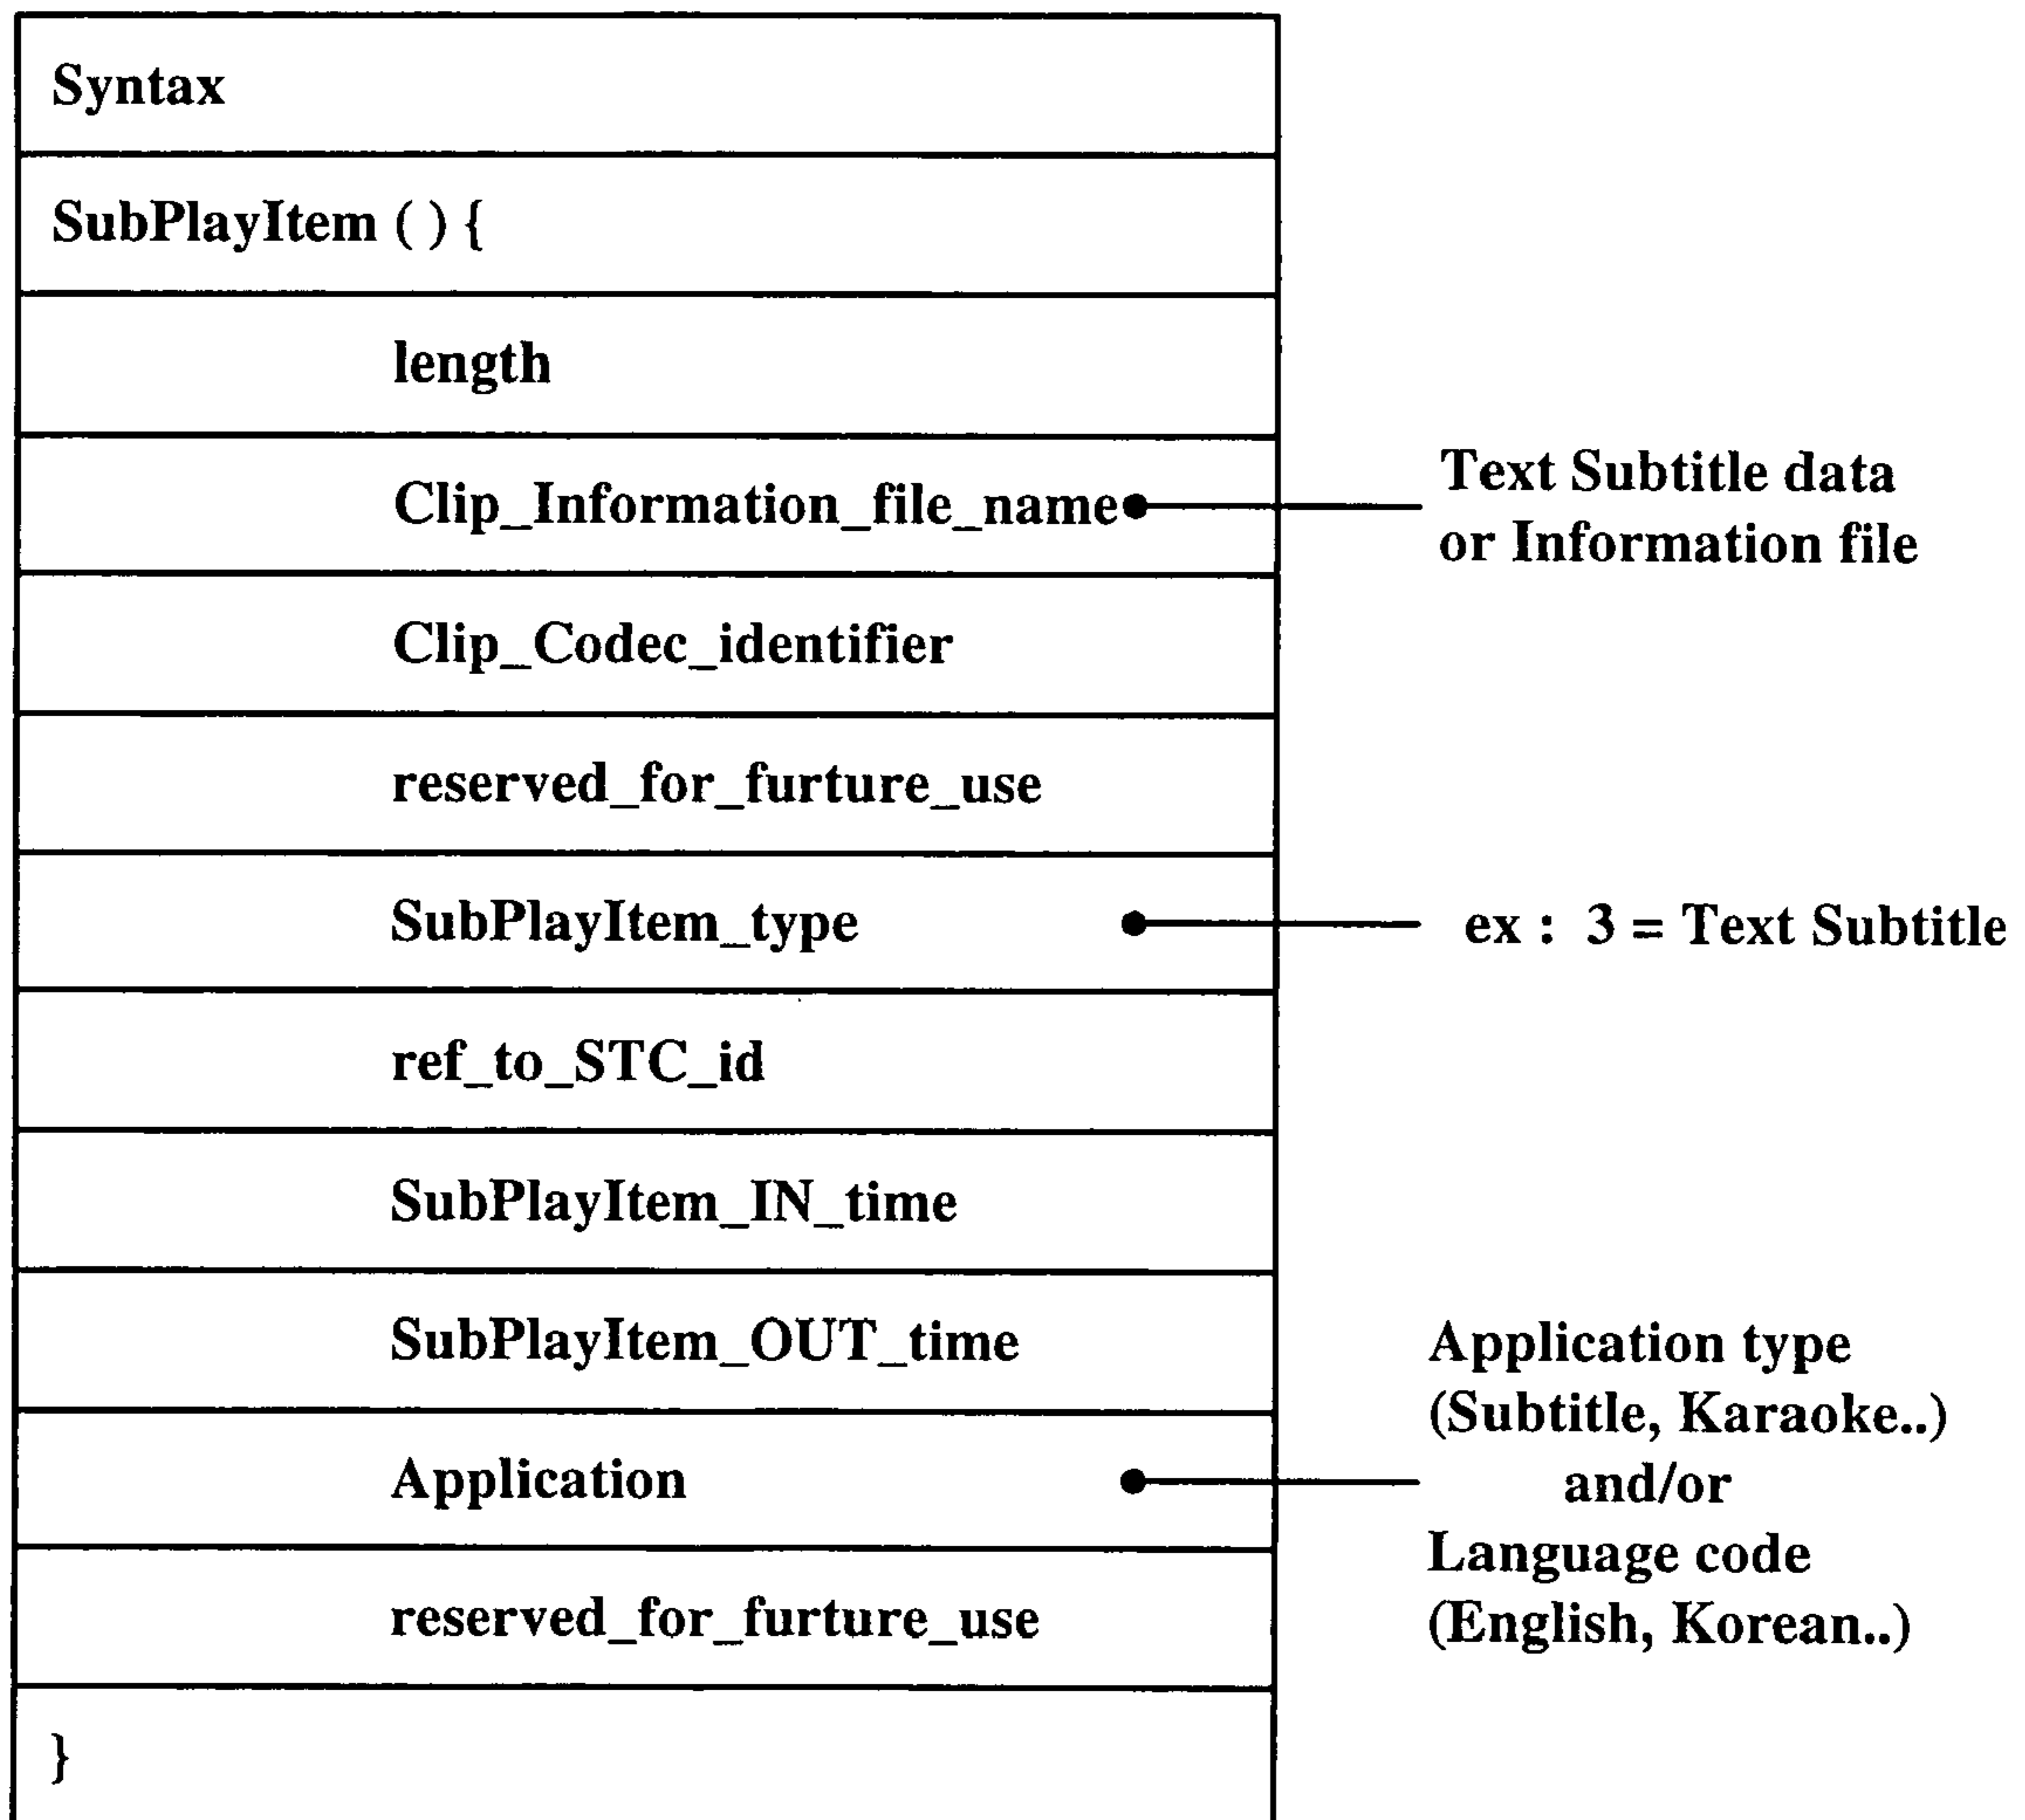 Syntax
SubPlayItem ( ) {
length
Clip_Information_file_name
Text Subtitle data
or Information file
Clip_Codec_identifier
reserved_for_furture_use
SubPlayItem_type
ex : 3 = Text Subtitle
ref_to_STC_id
SubPlayItem_IN_time
SubPlayItem_OUT_time
Application
Application type
(Subtitle, Karaoke..)
and/or
Language code
(English, Korean..)
reserved_for_furture_use
}